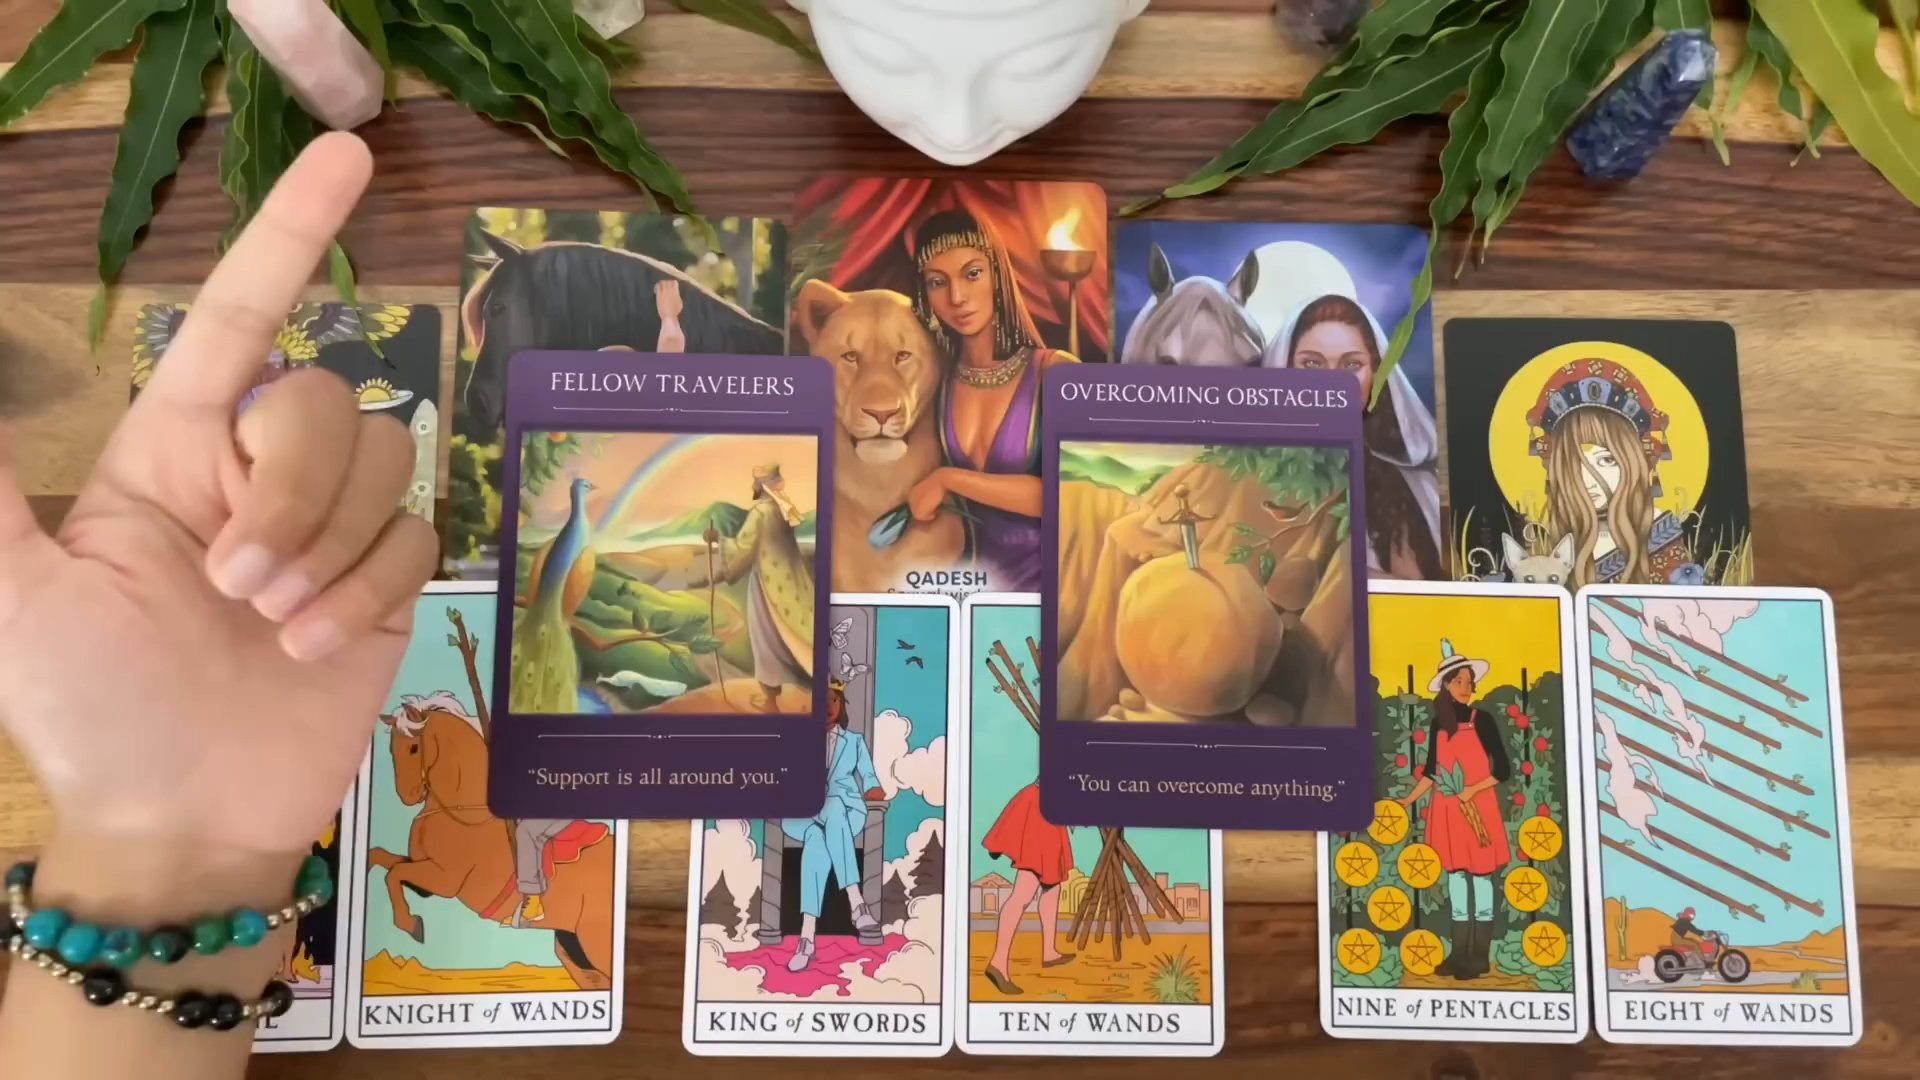 FELLOW TRAVELERS
OVERCOMING OBSTACLES
QADESH
"Support is all around you."
"You can overcome anything."
KNIGHT of WANDS
KING of SWORDS
TEN of WANDS
NINE of PENTACLES
EIGHT of WANDS